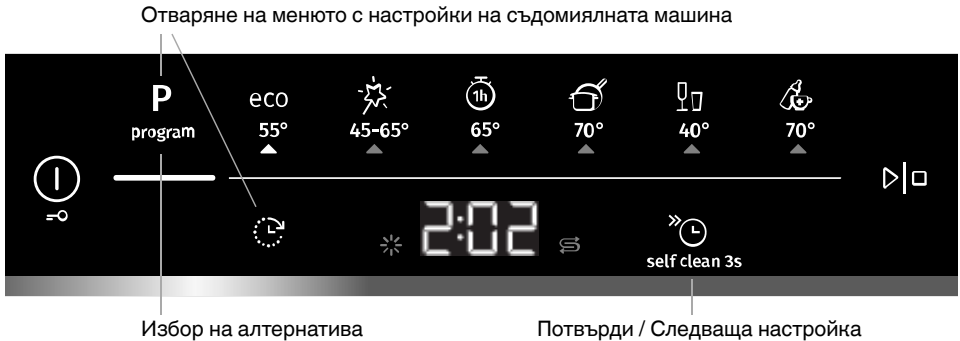 Отваряне на менюто с настройки на съдомиялната машина
P
program
eco
55°
45-65°
1h
65°
70°
40°
70°
2:02
self clean 3s
Избор на алтернатива
Потвърди / Следваща настройка